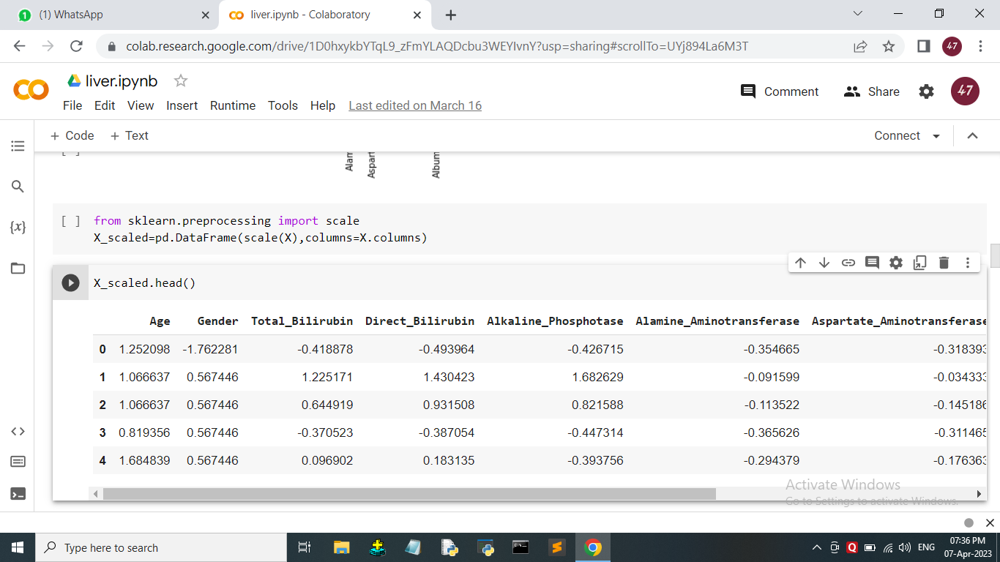 (1) WhatsApp
liver.ipynb - Colaboratory
colab.research.google.com/drive/1D0hxykbYTqL9_zFmYLAQDcbu3WEYIvnY?usp=sharing#scrollTo=UYj894La6M3T
47
liver.ipynb
Comment
Share
47
File Edit View Insert Runtime Tools Help Last edited on March 16
+ Code + Text
Connect
[ ]
[ ] from sklearn.preprocessing import scale
X_scaled=pd.DataFrame(scale(X),columns=X.columns)
X_scaled.head()
Age Gender Total_Bilirubin Direct_Bilirubin Alkaline_Phosphotase Alamine_Aminotransferase Aspartate_Aminotransferase
0 1.252098 -1.762281 -0.418878 -0.493964 -0.426715 -0.354665 -0.318393
1 1.066637 0.567446 1.225171 1.430423 1.682629 -0.091599 -0.034333
2 1.066637 0.567446 0.644919 0.931508 0.821588 -0.113522 -0.145186
3 0.819356 0.567446 -0.370523 -0.387054 -0.447314 -0.365626 -0.311465
4 1.684839 0.567446 0.096902 0.183135 -0.393756 -0.294379 -0.176363
Activate Windows
Go to Settings to activate Windows.
Type here to search
ENG
07:36 PM
07-Apr-2023